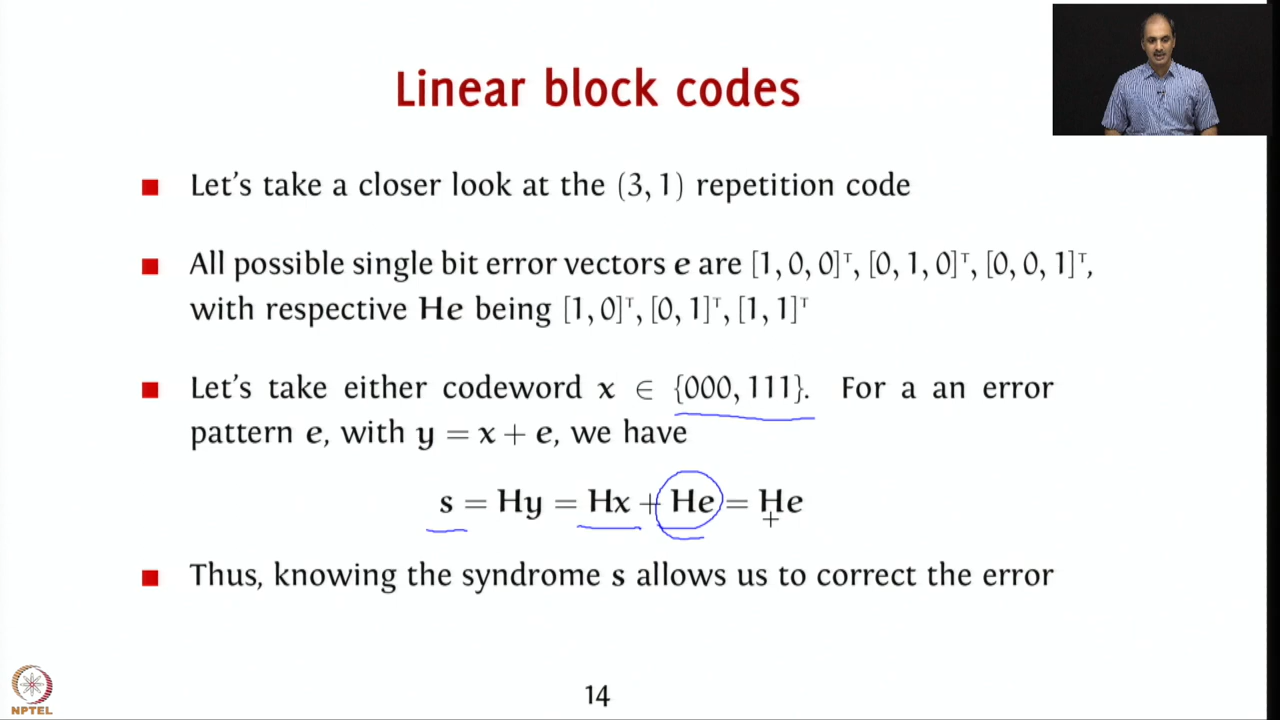 Linear block codes
Let's take a closer look at the (3, 1) repetition code
All possible single bit error vectors e are [1, 0, 0]ᵀ, [0, 1, 0]ᵀ, [0, 0, 1]ᵀ,
with respective He being [1, 0]ᵀ, [0, 1]ᵀ, [1, 1]ᵀ
Let's take either codeword x ∈ {000, 111}. For a an error
pattern e, with y = x + e, we have
s = Hy = Hx + He = He
Thus, knowing the syndrome s allows us to correct the error
NPTEL
14